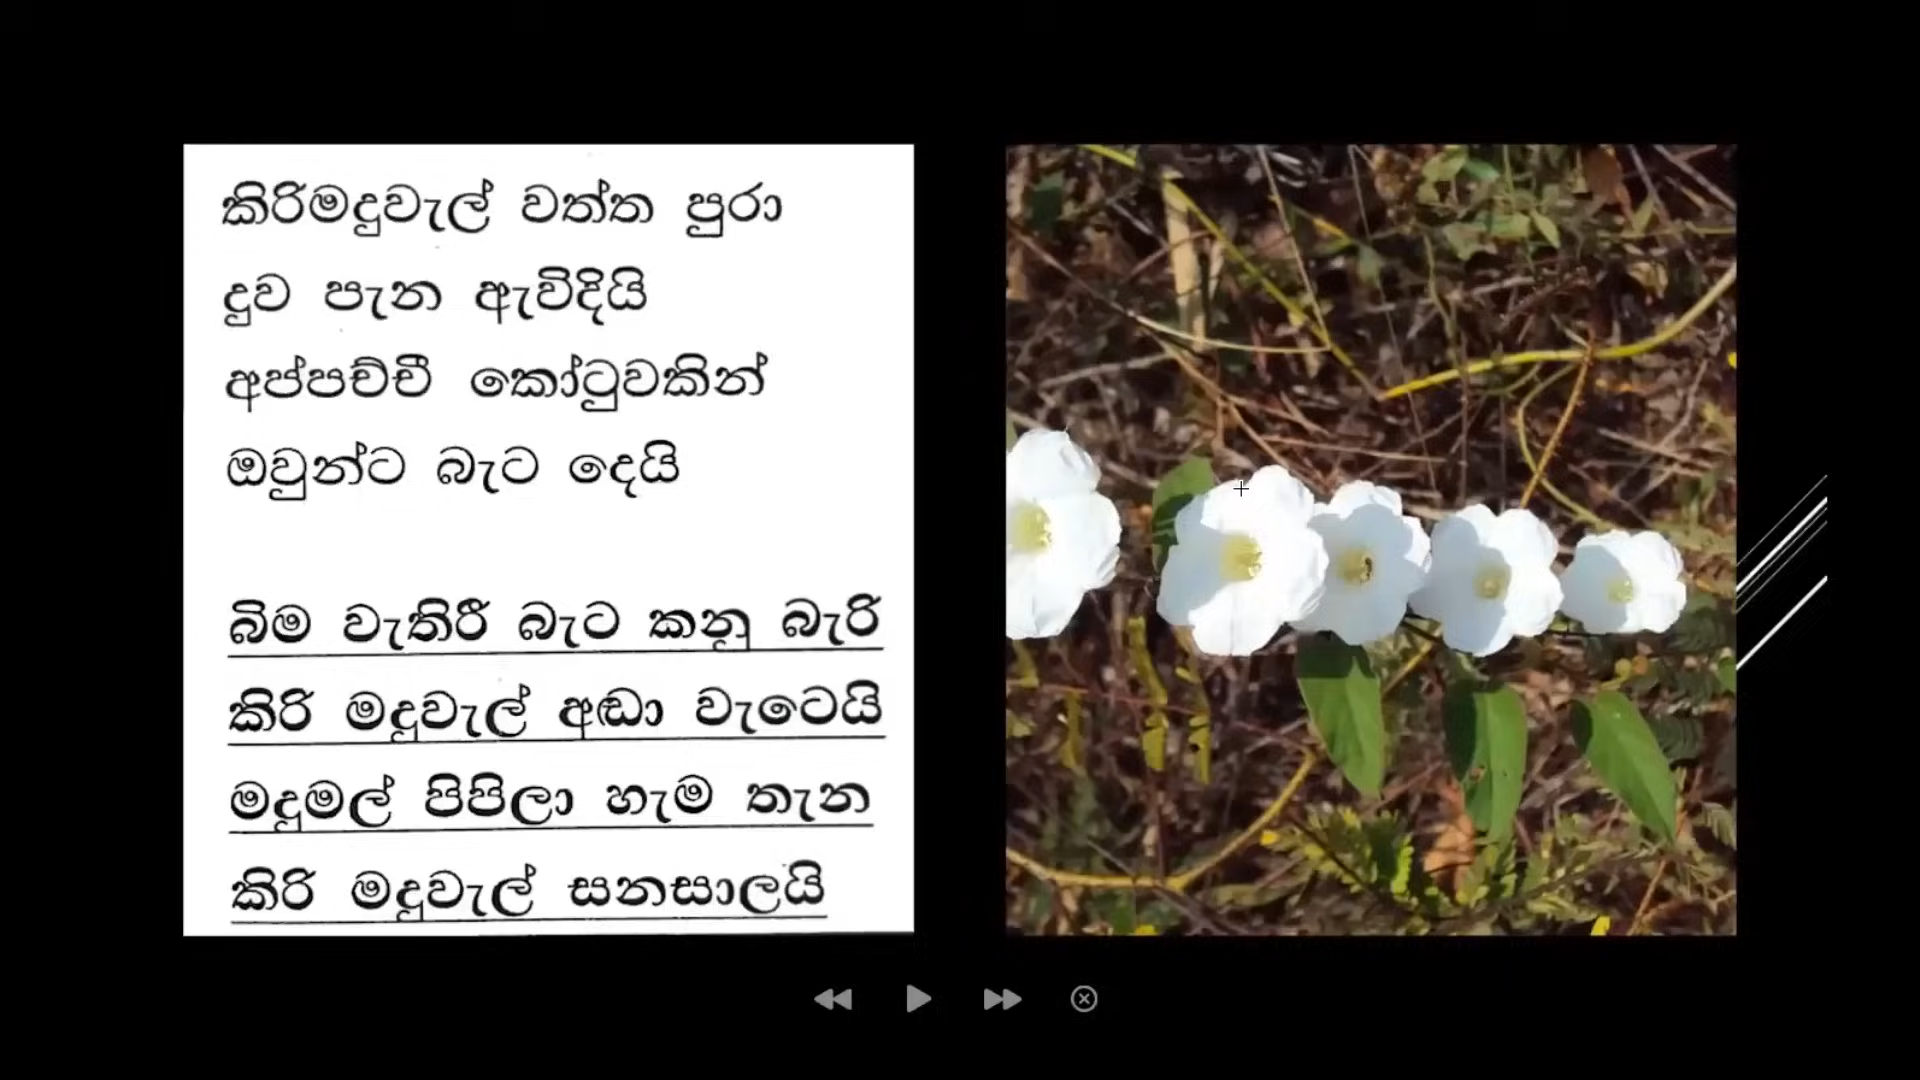 කිරිමදුවැල් වත්ත පුරා
දුව පැන ඇවිදියි
අප්පච්චී කෝටුවකින්
ඔවුන්ට බැට දෙයි
බිම වැතිරී බැට කනු බැරි
කිරි මදුවැල් අඬා වැටෙයි
මදුමල් පිපිලා හැම තැන
කිරි මදුවැල් සනසාලයි